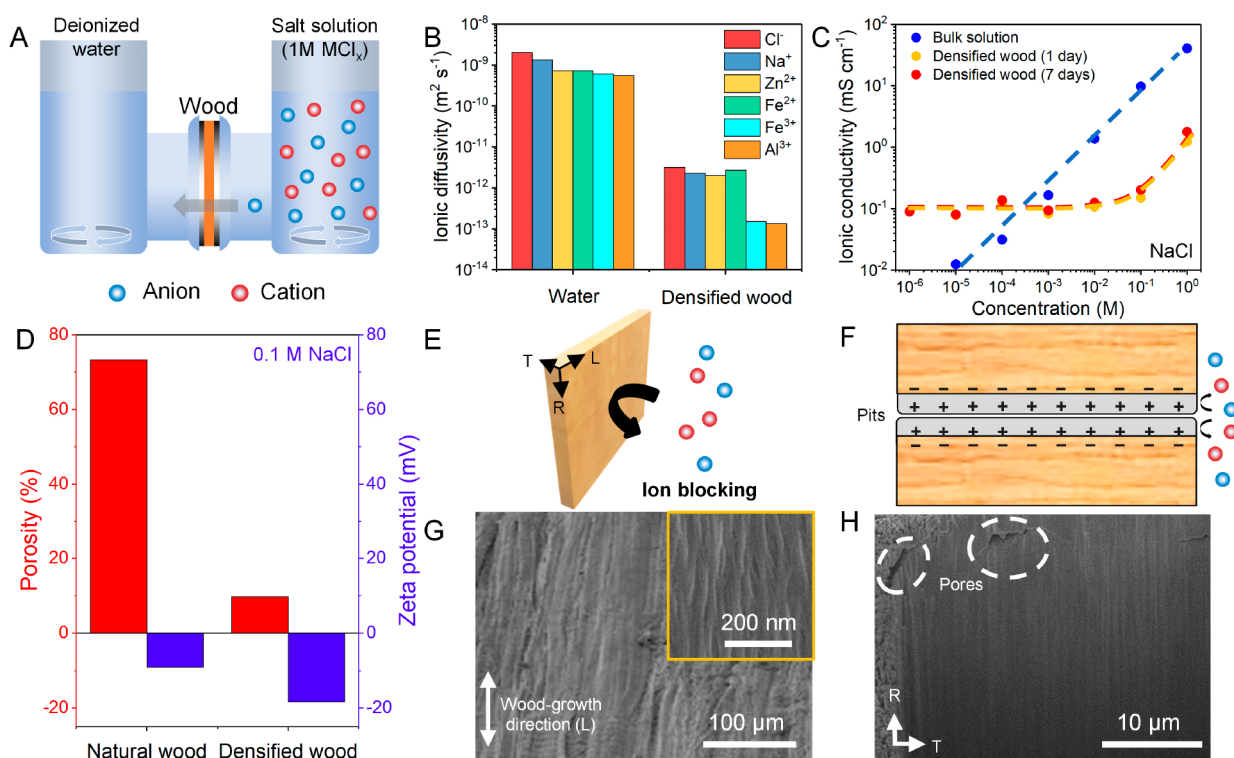 A
Deionized
water
Salt solution
(1M MClₓ)
Wood
Anion
Cation
B
Ionic diffusivity (m² s⁻¹)
10⁻⁸
10⁻⁹
10⁻¹⁰
10⁻¹¹
10⁻¹²
10⁻¹³
10⁻¹⁴
Cl⁻
Na⁺
Zn²⁺
Fe²⁺
Fe³⁺
Al³⁺
Water
Densified wood
C
Ionic conductivity (mS cm⁻¹)
10²
10¹
10⁰
10⁻¹
10⁻²
Bulk solution
Densified wood (1 day)
Densified wood (7 days)
NaCl
10⁻⁶ 10⁻⁵ 10⁻⁴ 10⁻³ 10⁻² 10⁻¹ 10⁰
Concentration (M)
D
Porosity (%)
80
60
40
20
0
-20
0.1 M NaCl
80
60
40
20
0
-20
Zeta potential (mV)
Natural wood
Densified wood
E
T
L
R
Ion blocking
F
Pits
− − − − − − − − − −
+ + + + + + + + + +
+ + + + + + + + + +
− − − − − − − − − −
G
200 nm
Wood-growth
direction (L)
100 µm
H
Pores
R
T
10 µm